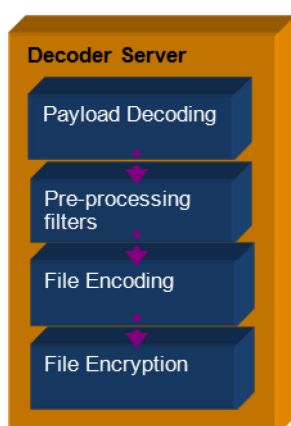 Decoder Server
Payload Decoding
Pre-processing
filters
File Encoding
File Encryption